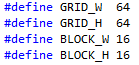 #define GRID_W  64
#define GRID_H  64
#define BLOCK_W 16
#define BLOCK_H 16